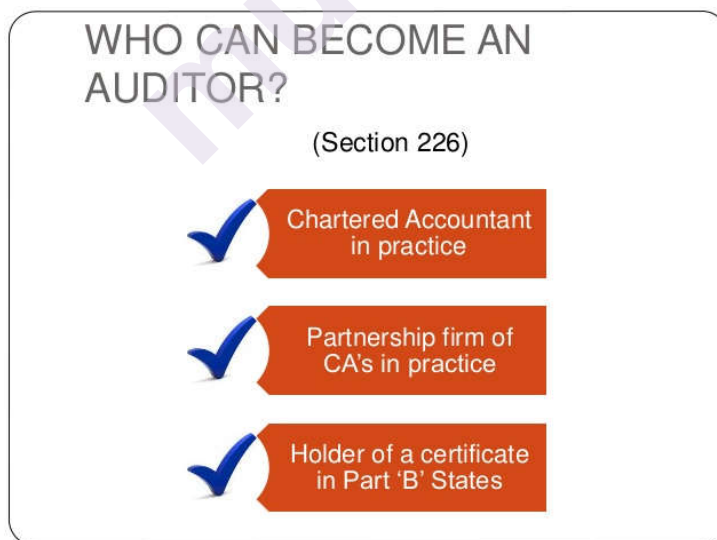 WHO CAN BECOME AN
AUDITOR?
(Section 226)
Chartered Accountant
in practice
Partnership firm of
CA's in practice
Holder of a certificate
in Part ‘B’ States